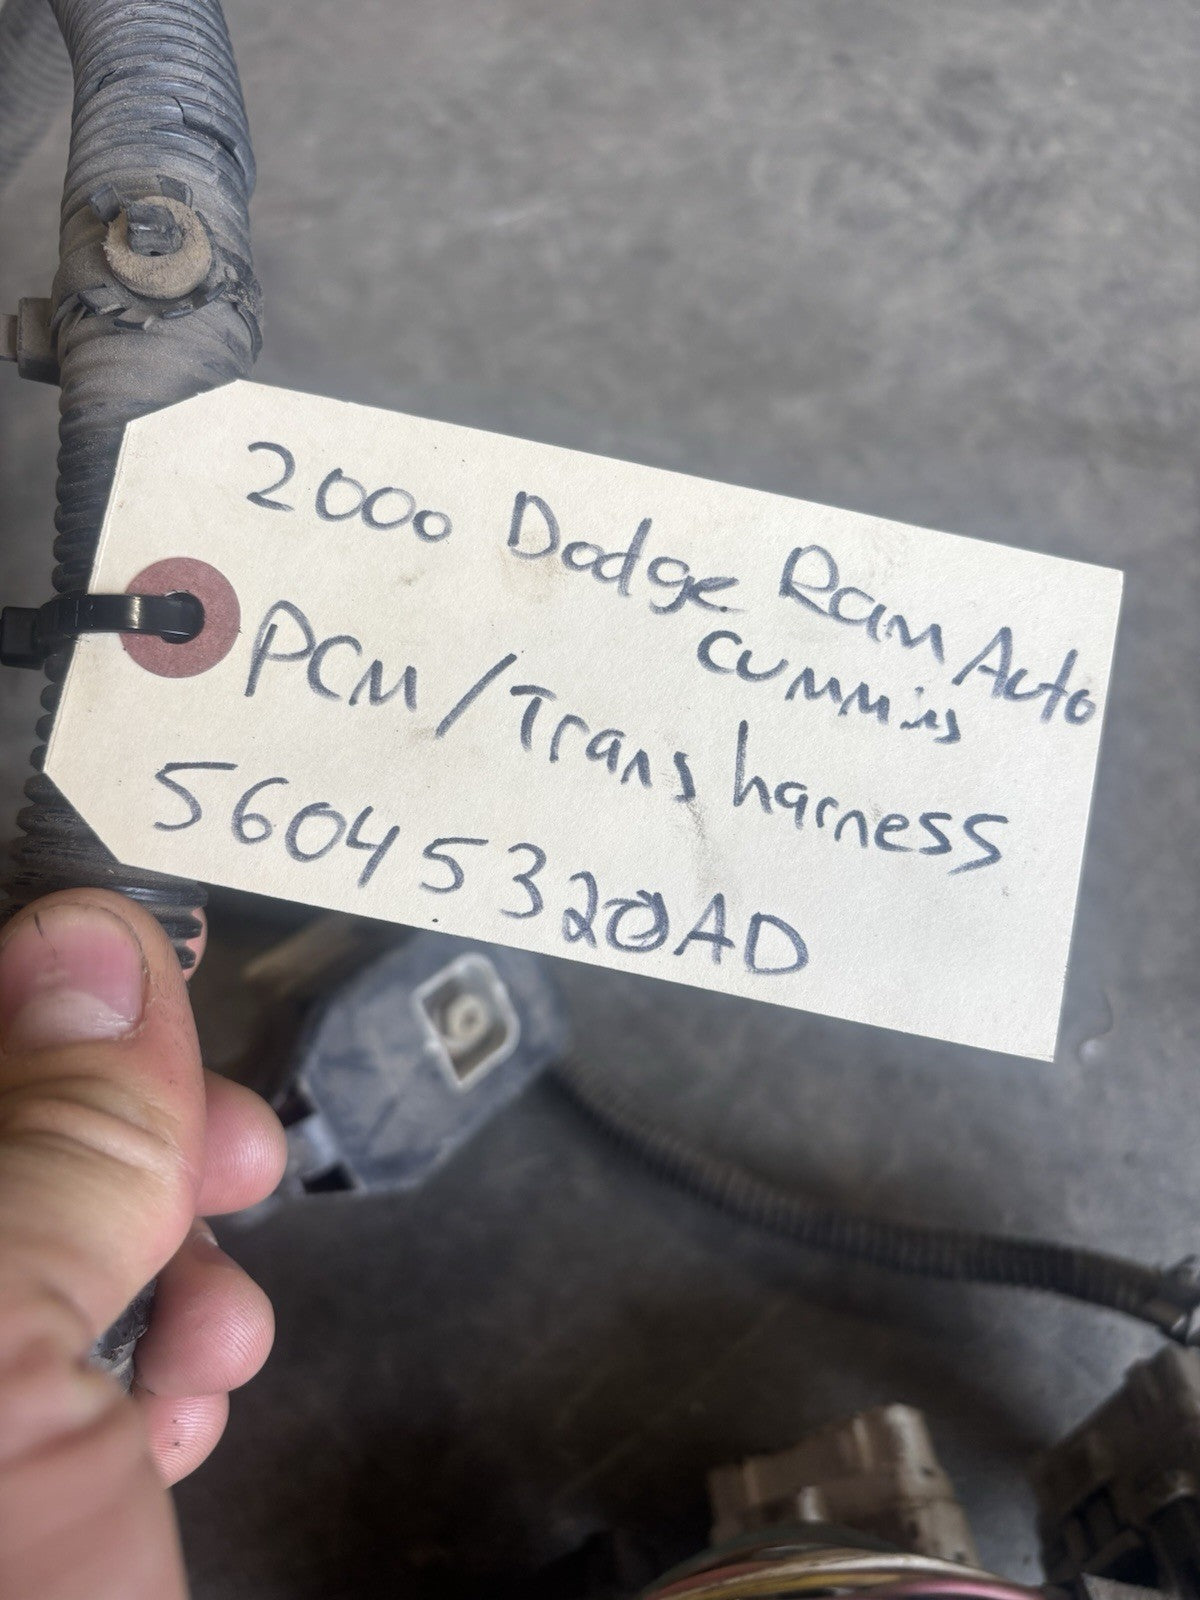 2000 Dodge Ram Auto
cummins
PCM/Trans harness
56045320AD